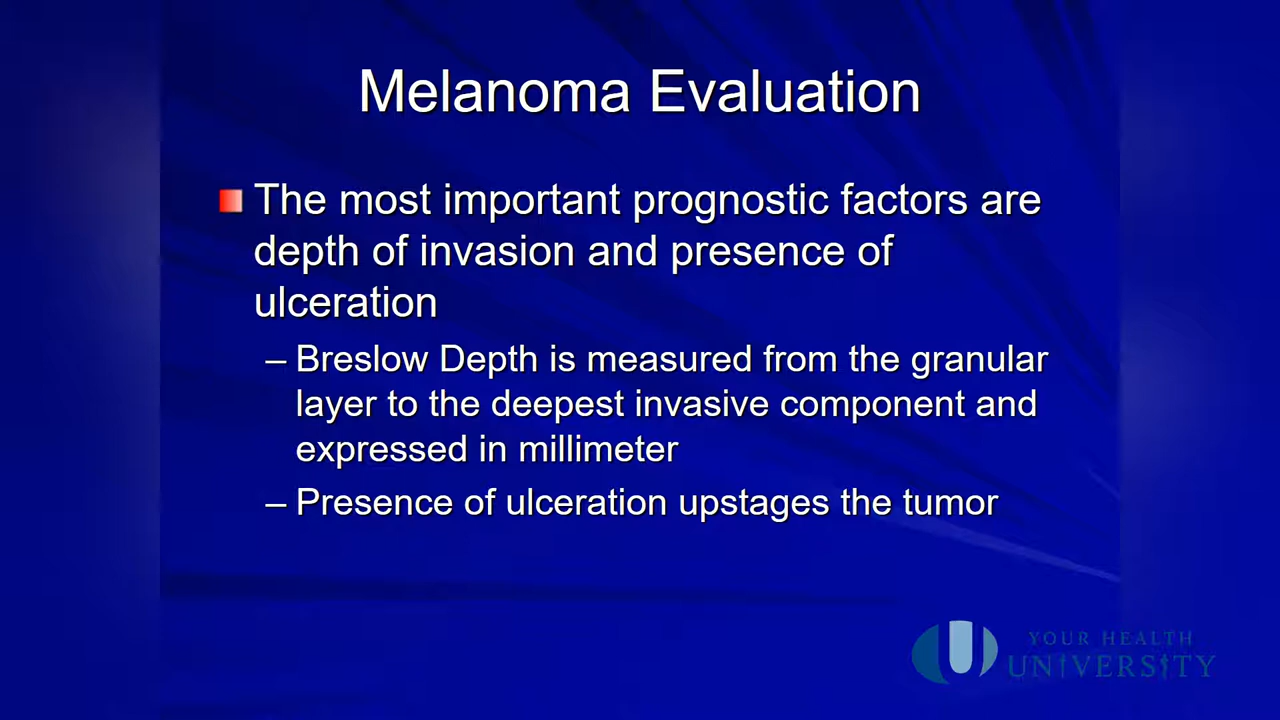 Melanoma Evaluation
The most important prognostic factors are
depth of invasion and presence of
ulceration
– Breslow Depth is measured from the granular
layer to the deepest invasive component and
expressed in millimeter
– Presence of ulceration upstages the tumor
YOUR HEALTH
UNIVERSITY